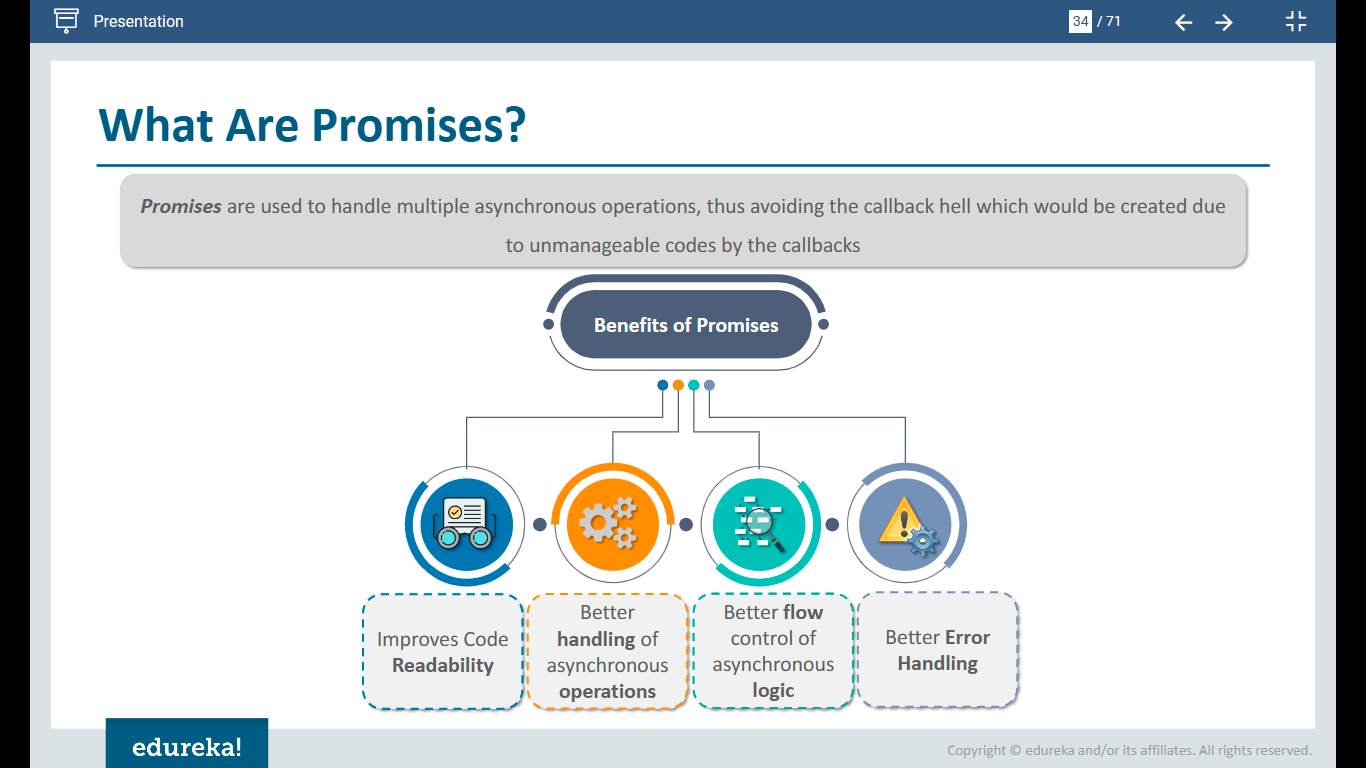 Presentation
34 / 71
What Are Promises?
Promises are used to handle multiple asynchronous operations, thus avoiding the callback hell which would be created due
to unmanageable codes by the callbacks
Benefits of Promises
Improves Code
Readability
Better
handling of
asynchronous
operations
Better flow
control of
asynchronous
logic
Better Error
Handling
edureka!
Copyright © edureka and/or its affiliates. All rights reserved.